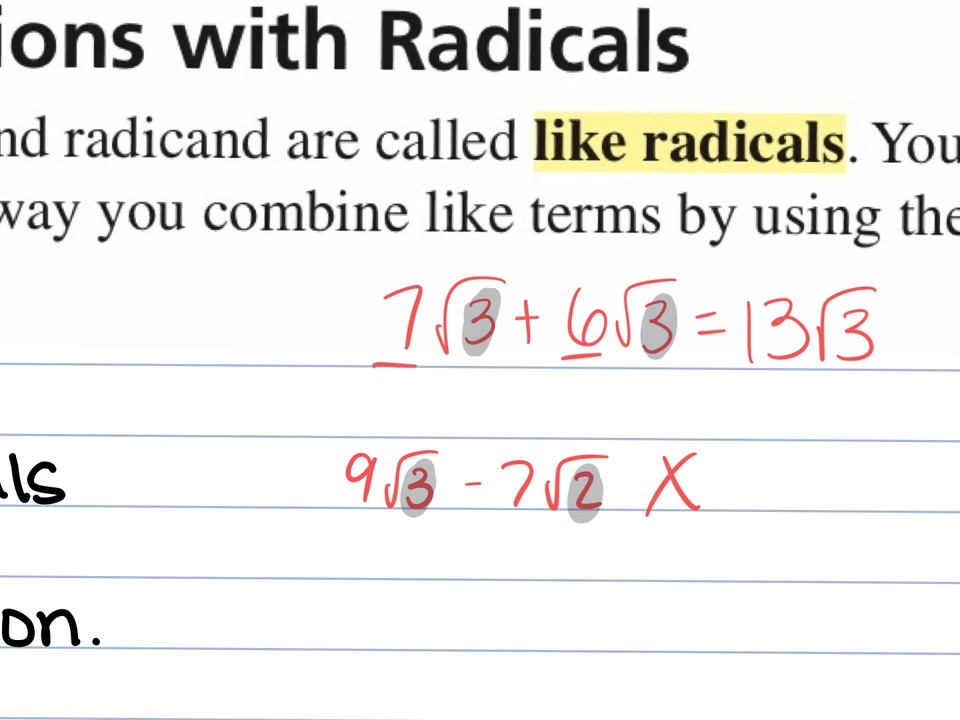 ions with Radicals
nd radicand are called like radicals. You
way you combine like terms by using the
7√3 + 6√3 = 13√3
als 9√3 - 7√2 X
on.